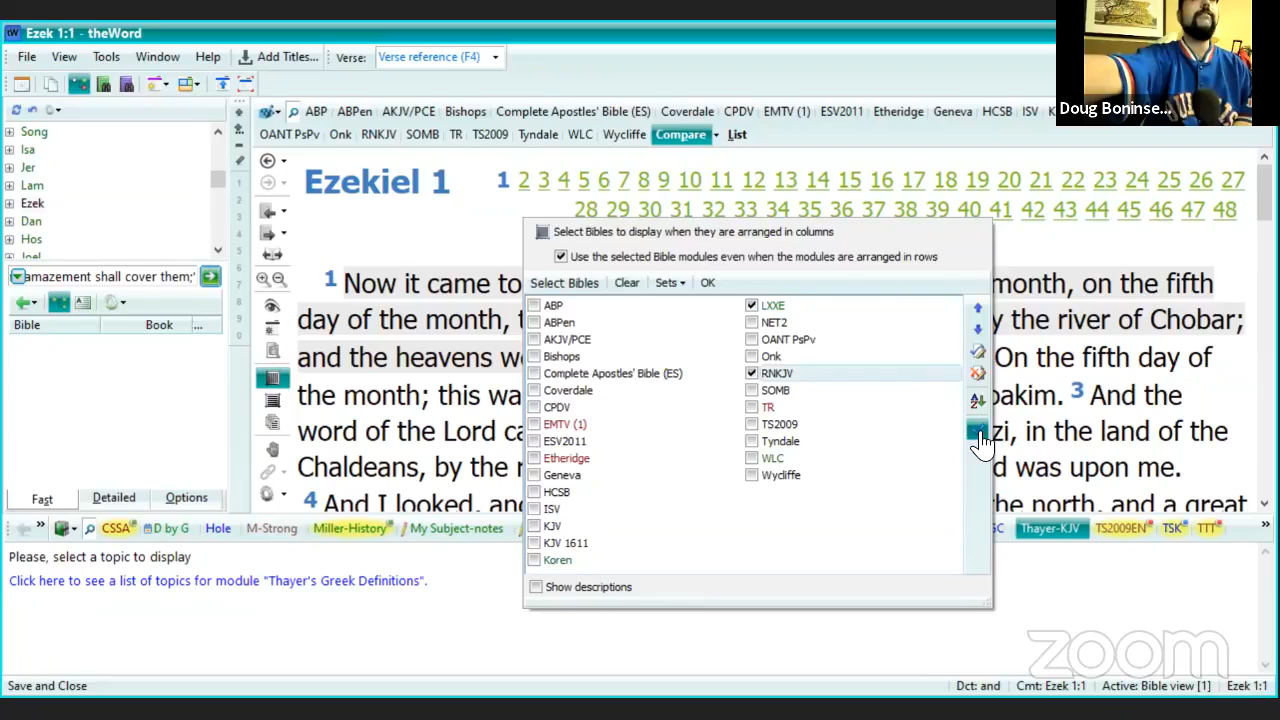 Ezek 1:1 - theWord
File View Tools Window Help Add Titles... Verse: Verse reference (F4)
Doug Boninse...
Song
Isa
Jer
Lam
Ezek
Dan
Hos
Joel
amazement shall cover them;'
Bible Book ...
Fast Detailed Options
ABP ABPen AKJV/PCE Bishops Complete Apostles' Bible (ES) Coverdale CPDV EMTV (1) ESV2011 Etheridge Geneva HCSB ISV
OANT PsPv Onk RNKJV SOMB TR TS2009 Tyndale WLC Wycliffe Compare List
Ezekiel 1 1 2 3 4 5 6 7 8 9 10 11 12 13 14 15 16 17 18 19 20 21 22 23 24 25 26 27
28 29 30 31 32 33 34 35 36 37 38 39 40 41 42 43 44 45 46 47 48
1 Now it came to month, on the fifth
day of the month, y the river of Chobar;
and the heavens w On the fifth day of
the month; this wa oakim. 3 And the
word of the Lord ca zi, in the land of the
Chaldeans, by the r d was upon me.
4 And I looked, and the north, and a great
Select Bibles to display when they are arranged in columns
Use the selected Bible modules even when the modules are arranged in rows
Select Bibles Clear Sets OK
ABP
ABPen
AKJV/PCE
Bishops
Complete Apostles' Bible (ES)
Coverdale
CPDV
EMTV (1)
ESV2011
Etheridge
Geneva
HCSB
ISV
KJV
KJV 1611
Koren
LXXE
NET2
OANT PsPv
Onk
RNKJV
SOMB
TR
TS2009
Tyndale
WLC
Wycliffe
Show descriptions
CSSA D by G Hole M-Strong Miller-History My Subject-notes Thayer-KJV TS2009EN TSK TTT
Please, select a topic to display
Click here to see a list of topics for module "Thayer's Greek Definitions".
zoom
Save and Close Dct: and Cmt: Ezek 1:1 Active: Bible view [1] Ezek 1:1